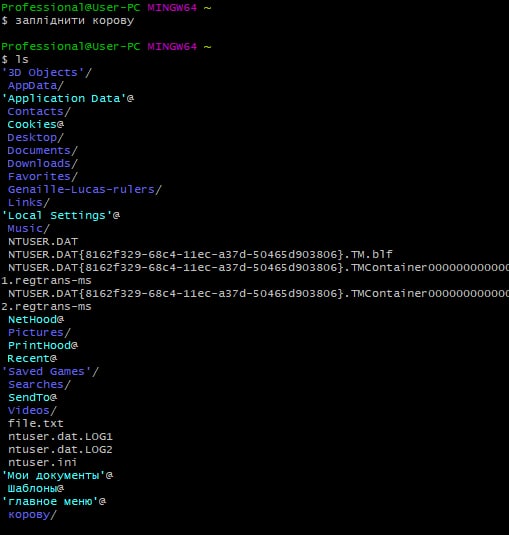 Professional@User-PC MINGW64 ~
$ запліднити корову
Professional@User-PC MINGW64 ~
$ ls
'3D Objects'/
AppData/
'Application Data'@
Contacts/
Cookies@
Desktop/
Documents/
Downloads/
Favorites/
Genaille-Lucas-rulers/
Links/
'Local Settings'@
Music/
NTUSER.DAT
NTUSER.DAT{8162f329-68c4-11ec-a37d-50465d903806}.TM.blf
NTUSER.DAT{8162f329-68c4-11ec-a37d-50465d903806}.TMContainer000000000000
1.regtrans-ms
NTUSER.DAT{8162f329-68c4-11ec-a37d-50465d903806}.TMContainer000000000000
2.regtrans-ms
NetHood@
Pictures/
PrintHood@
Recent@
'Saved Games'/
Searches/
SendTo@
Videos/
file.txt
ntuser.dat.LOG1
ntuser.dat.LOG2
ntuser.ini
'Мои документы'@
Шаблоны@
'главное меню'@
корову/